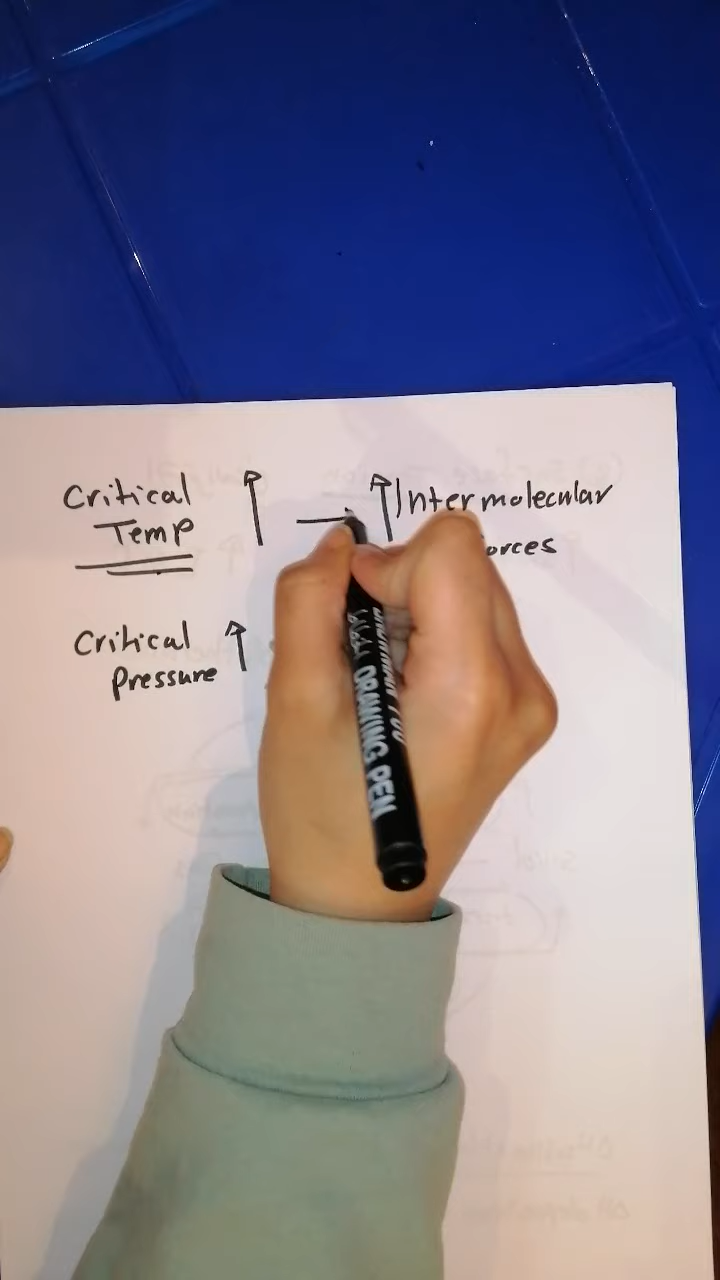 Critical ↑ — ↑ Intermolecular
Temp orces
Critical ↑
Pressure
DRAWING PEN